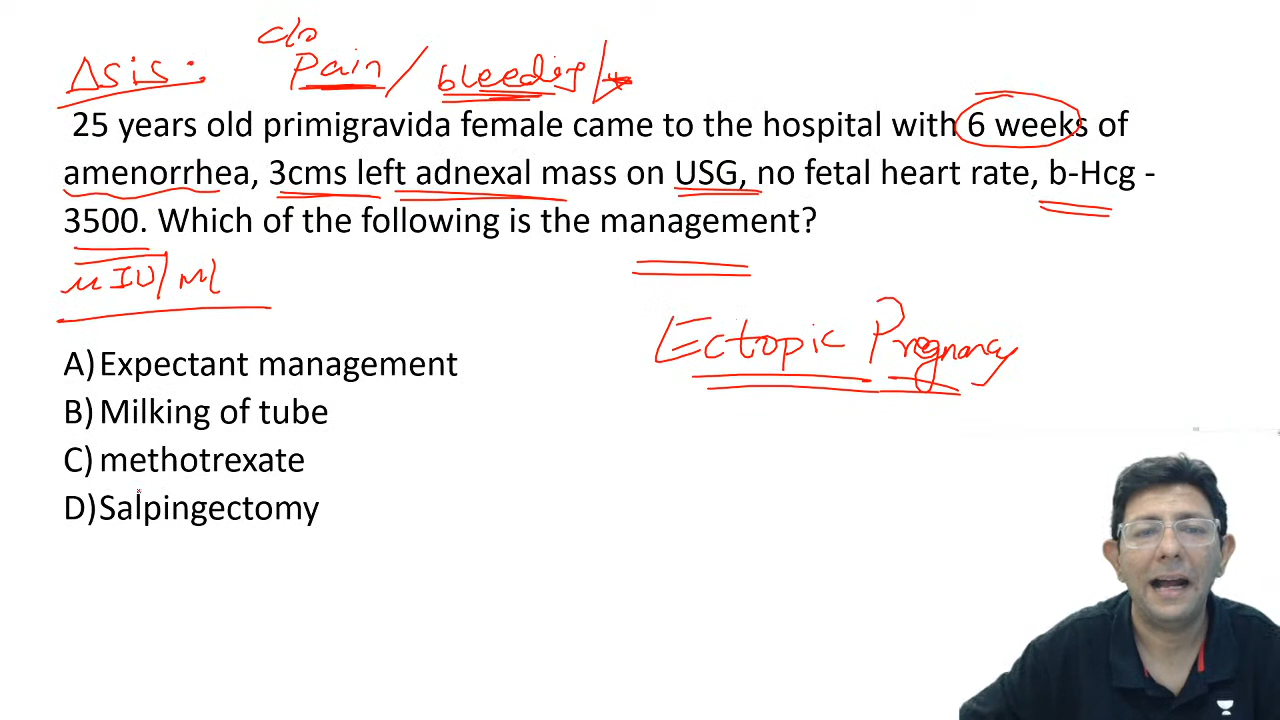 c/o
Δsis: Pain / bleeding /
25 years old primigravida female came to the hospital with 6 weeks of
amenorrhea, 3cms left adnexal mass on USG, no fetal heart rate, b-Hcg -
3500. Which of the following is the management?
mIU/ml
Ectopic Pregnancy
A) Expectant management
B) Milking of tube
C) methotrexate
D) Salpingectomy